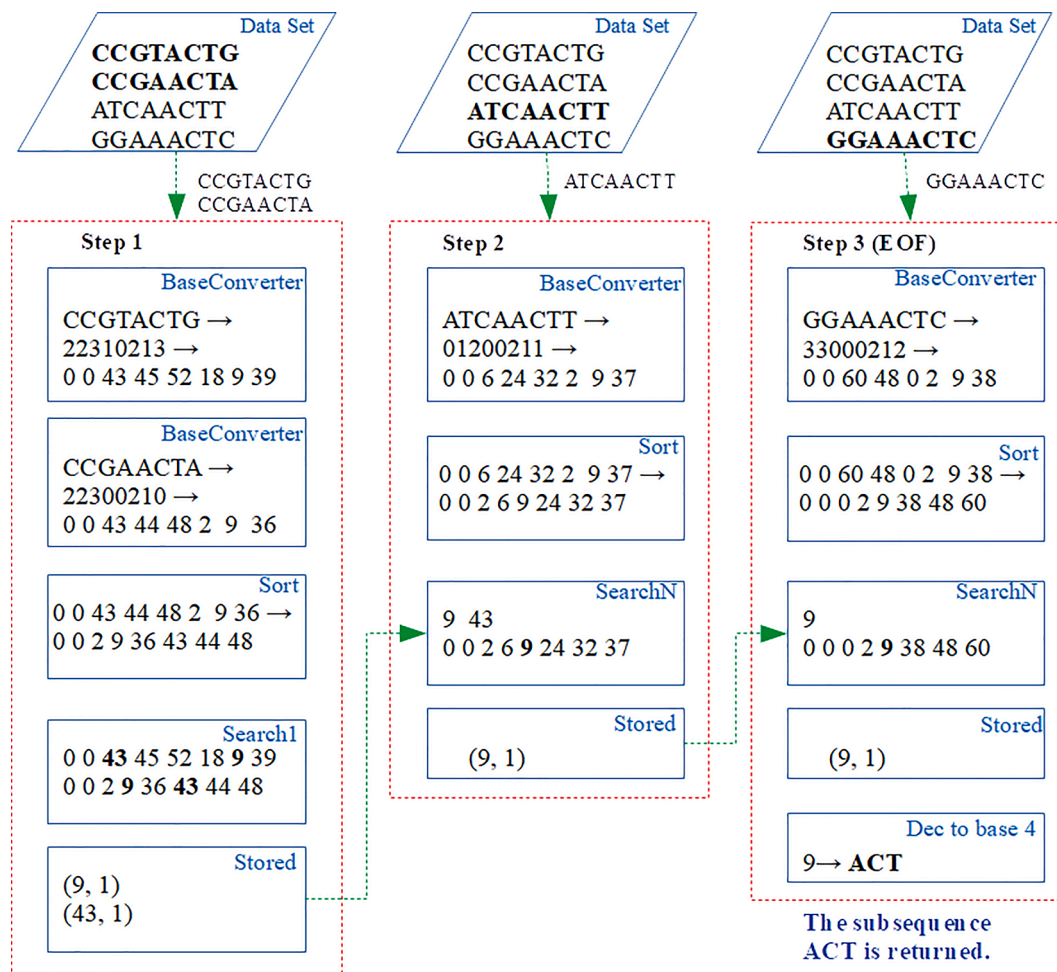 Data Set
CCGTACTG
CCGAACTA
ATCAACTT
GGAAACTC
CCGTACTG
CCGAACTA
Step 1
BaseConverter
CCGTACTG →
22310213 →
0 0 43 45 52 18 9 39
BaseConverter
CCGAACTA →
22300210 →
0 0 43 44 48 2 9 36
Sort
0 0 43 44 48 2 9 36 →
0 0 2 9 36 43 44 48
Search1
0 0 43 45 52 18 9 39
0 0 2 9 36 43 44 48
Stored
(9, 1)
(43, 1)
Data Set
CCGTACTG
CCGAACTA
ATCAACTT
GGAAACTC
ATCAACTT
Step 2
BaseConverter
ATCAACTT →
01200211 →
0 0 6 24 32 2 9 37
Sort
0 0 6 24 32 2 9 37 →
0 0 2 6 9 24 32 37
SearchN
9 43
0 0 2 6 9 24 32 37
Stored
(9, 1)
Data Set
CCGTACTG
CCGAACTA
ATCAACTT
GGAAACTC
GGAAACTC
Step 3 (EOF)
BaseConverter
GGAAACTC →
33000212 →
0 0 60 48 0 2 9 38
Sort
0 0 60 48 0 2 9 38 →
0 0 0 2 9 38 48 60
SearchN
9
0 0 0 2 9 38 48 60
Stored
(9, 1)
Dec to base 4
9→ ACT
The subsequence
ACT is returned.